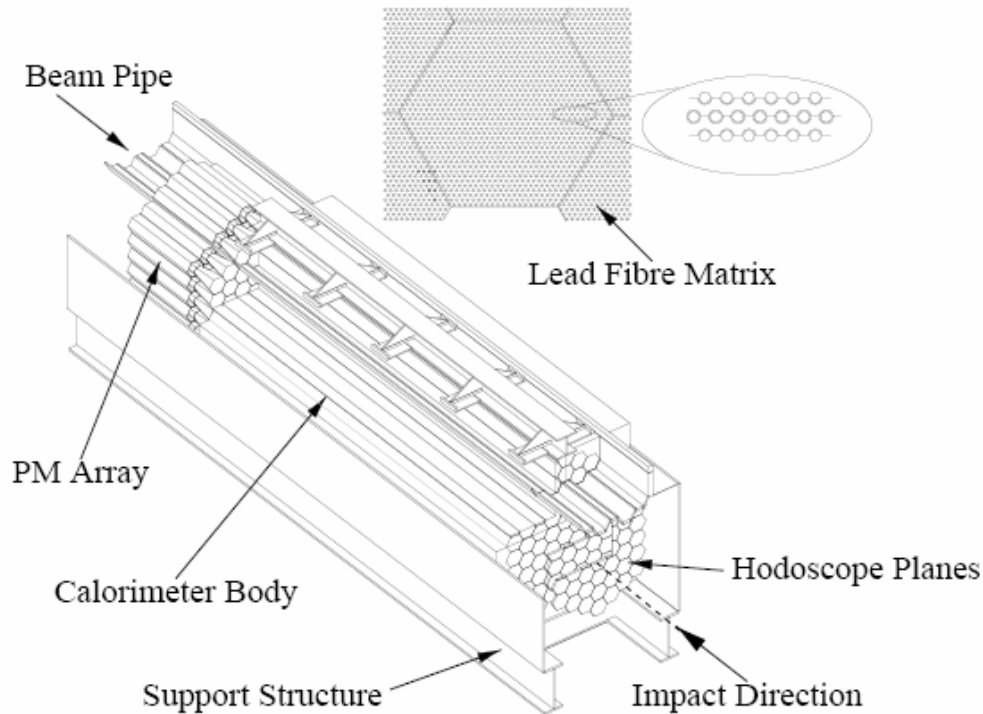 Beam Pipe
Lead Fibre Matrix
PM Array
Calorimeter Body
Hodoscope Planes
Support Structure
Impact Direction